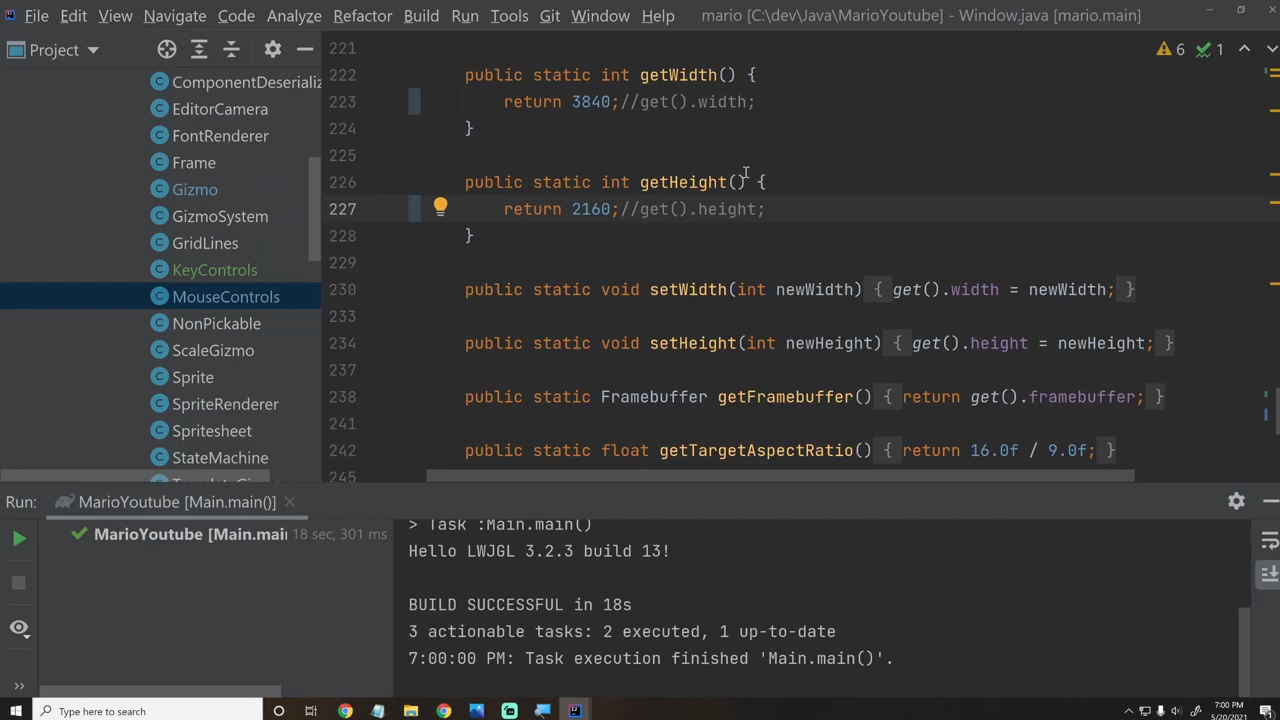 File Edit View Navigate Code Analyze Refactor Build Run Tools Git Window Help mario [C:\dev\Java\MarioYoutube] - Window.java [mario.main]
Project
ComponentDeserializ
EditorCamera
FontRenderer
Frame
Gizmo
GizmoSystem
GridLines
KeyControls
MouseControls
NonPickable
ScaleGizmo
Sprite
SpriteRenderer
Spritesheet
StateMachine
221
222 public static int getWidth() {
223 return 3840;//get().width;
224 }
225
226 public static int getHeight() {
227 return 2160;//get().height;
228 }
229
230 public static void setWidth(int newWidth) { get().width = newWidth; }
233
234 public static void setHeight(int newHeight) { get().height = newHeight; }
237
238 public static Framebuffer getFramebuffer() { return get().framebuffer; }
241
242 public static float getTargetAspectRatio() { return 16.0f / 9.0f; }
245
6 1
Run: MarioYoutube [Main.main()]
MarioYoutube [Main.mai 18 sec, 301 ms
> Task :Main.main()
Hello LWJGL 3.2.3 build 13!
BUILD SUCCESSFUL in 18s
3 actionable tasks: 2 executed, 1 up-to-date
7:00:00 PM: Task execution finished 'Main.main()'.
Type here to search
7:00 PM
5/20/2021